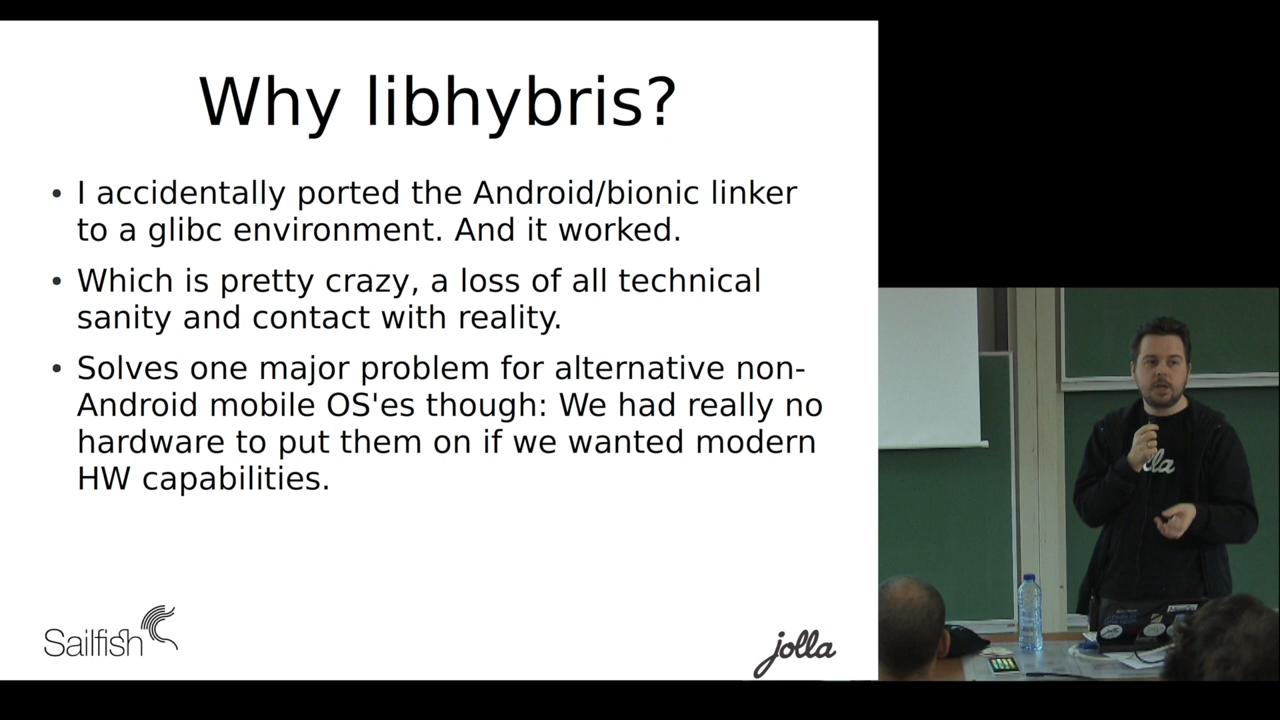 Why libhybris?
• I accidentally ported the Android/bionic linker
to a glibc environment. And it worked.
• Which is pretty crazy, a loss of all technical
sanity and contact with reality.
• Solves one major problem for alternative non-
Android mobile OS'es though: We had really no
hardware to put them on if we wanted modern
HW capabilities.
Sailfish
jolla